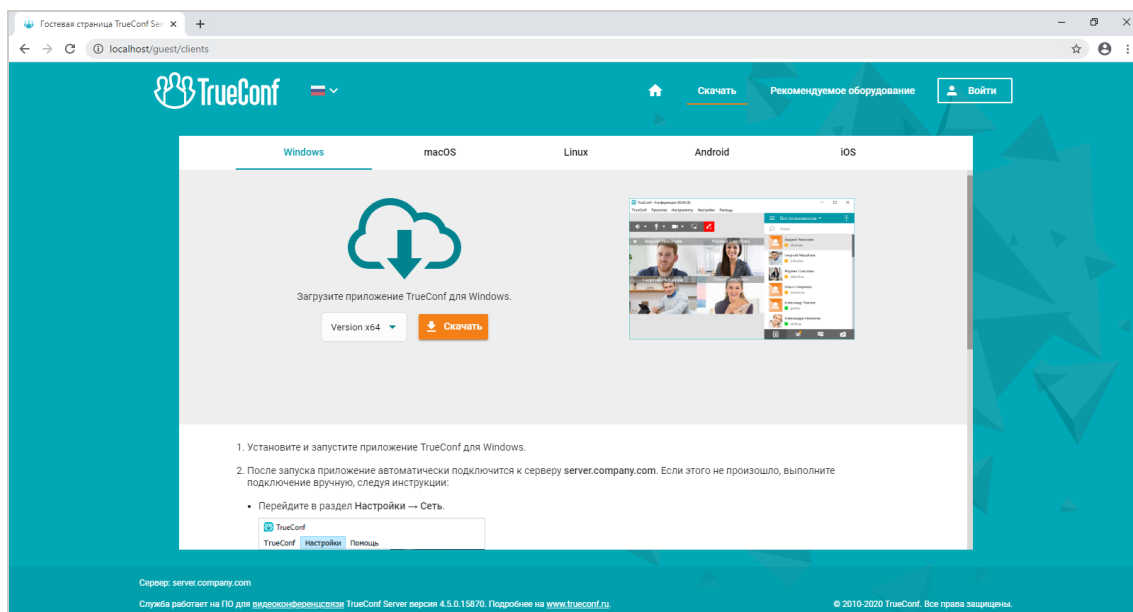 Гостевая страница TrueConf Ser
localhost/guest/clients
TrueConf
Скачать
Рекомендуемое оборудование
Войти
Windows
macOS
Linux
Android
iOS
Загрузите приложение TrueConf для Windows.
Version x64
Скачать
1. Установите и запустите приложение TrueConf для Windows.
2. После запуска приложение автоматически подключится к серверу server.company.com. Если этого не произошло, выполните
подключение вручную, следуя инструкции:
• Перейдите в раздел Настройки → Сеть.
TrueConf
TrueConf Настройки Помощь
Сервер: server.company.com
Служба работает на ПО для видеоконференцсвязи TrueConf Server версия 4.5.0.15870. Подробнее на www.trueconf.ru.
© 2010-2020 TrueConf. Все права защищены.